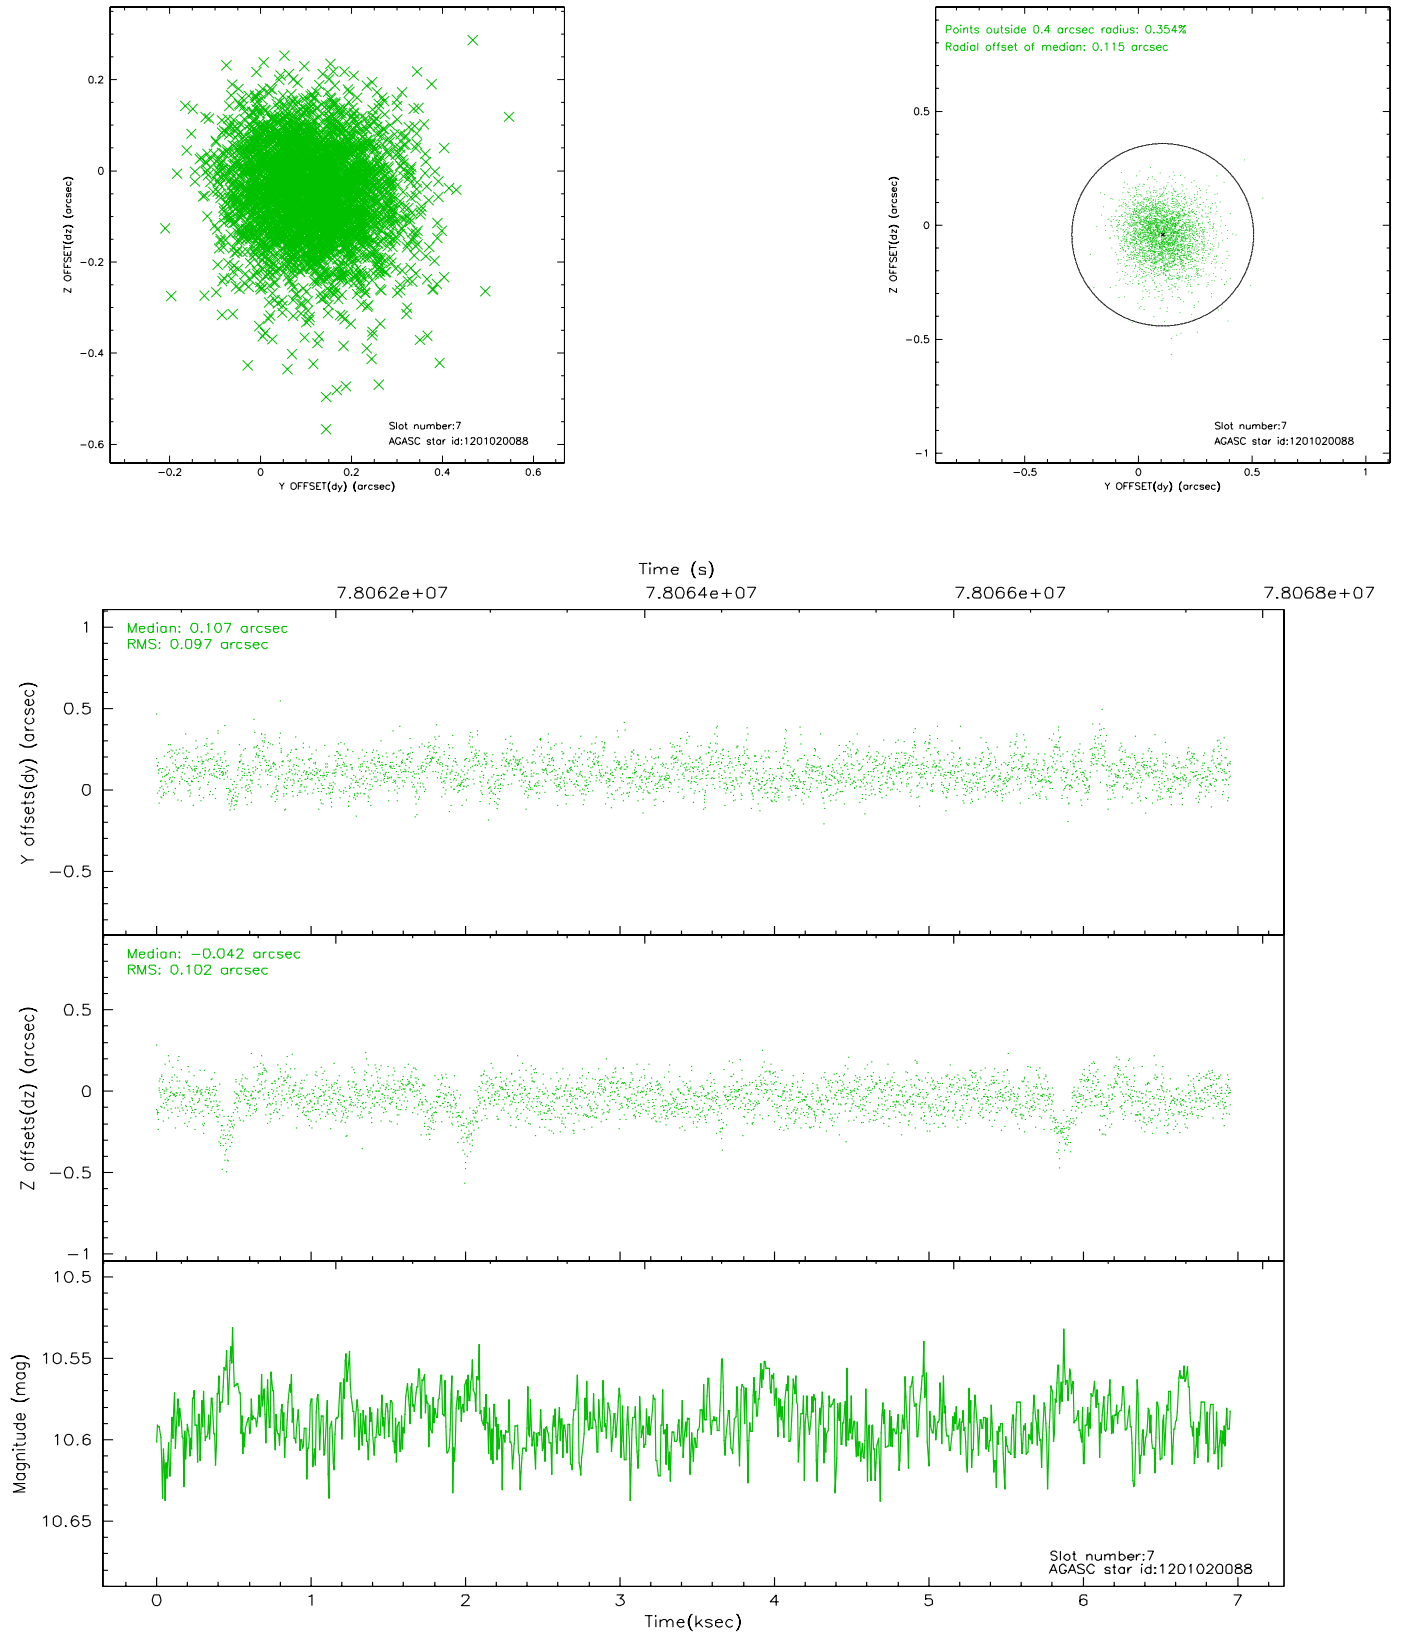 0.2
0
−0.2
−0.4
−0.6
Z OFFSET(dz) (arcsec)
Slot number:7
AGASC star id:1201020088
−0.2 0 0.2 0.4 0.6
Y OFFSET(dy) (arcsec)
Points outside 0.4 arcsec radius: 0.354%
Radial offset of median: 0.115 arcsec
0.5
0
−0.5
−1
Z OFFSET(dz) (arcsec)
Slot number:7
AGASC star id:1201020088
−0.5 0 0.5 1
Y OFFSET(dy) (arcsec)
Time (s)
7.8062e+07 7.8064e+07 7.8066e+07 7.8068e+07
Median: 0.107 arcsec
RMS: 0.097 arcsec
1
0.5
0
−0.5
Y offsets(dy) (arcsec)
Median: −0.042 arcsec
RMS: 0.102 arcsec
0.5
0
−0.5
−1
Z offsets(dz) (arcsec)
10.5
10.55
10.6
10.65
Magnitude (mag)
Slot number:7
AGASC star id:1201020088
0 1 2 3 4 5 6 7
Time(ksec)